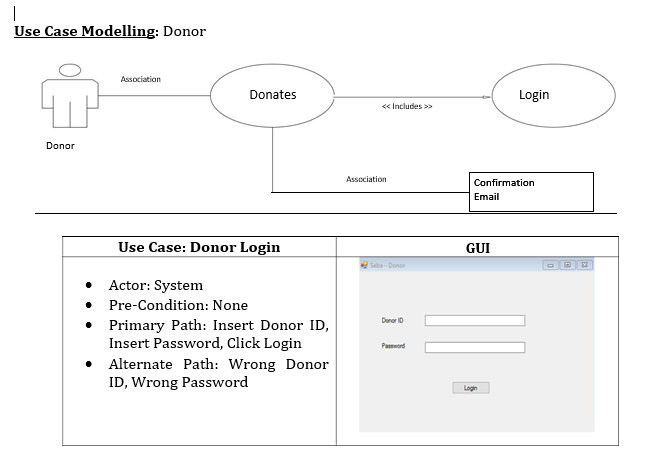 Use Case Modelling: Donor
Association
Donates
<< Includes >>
Login
Donor
Association
Confirmation
Email
Use Case: Donor Login
GUI
• Actor: System
• Pre-Condition: None
• Primary Path: Insert Donor ID,
Insert Password, Click Login
• Alternate Path: Wrong Donor
ID, Wrong Password
Seba - Donor
Donor ID
Password
Login